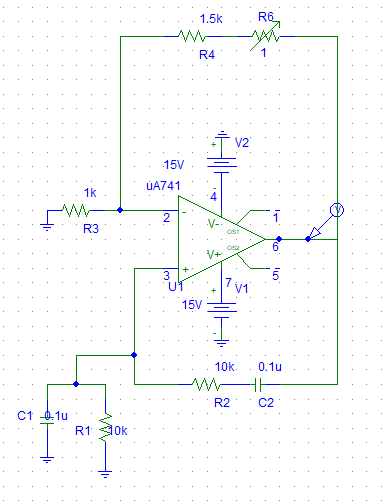 1.5k
R6
R4
1
V2
15V
uA741
4
1k
2
-
V-
1
R3
OS1
6
V
OS2
V+
3
+
5
U1
7
V1
15V
10k
0.1u
R2
C2
C1
0.1u
R1
10k